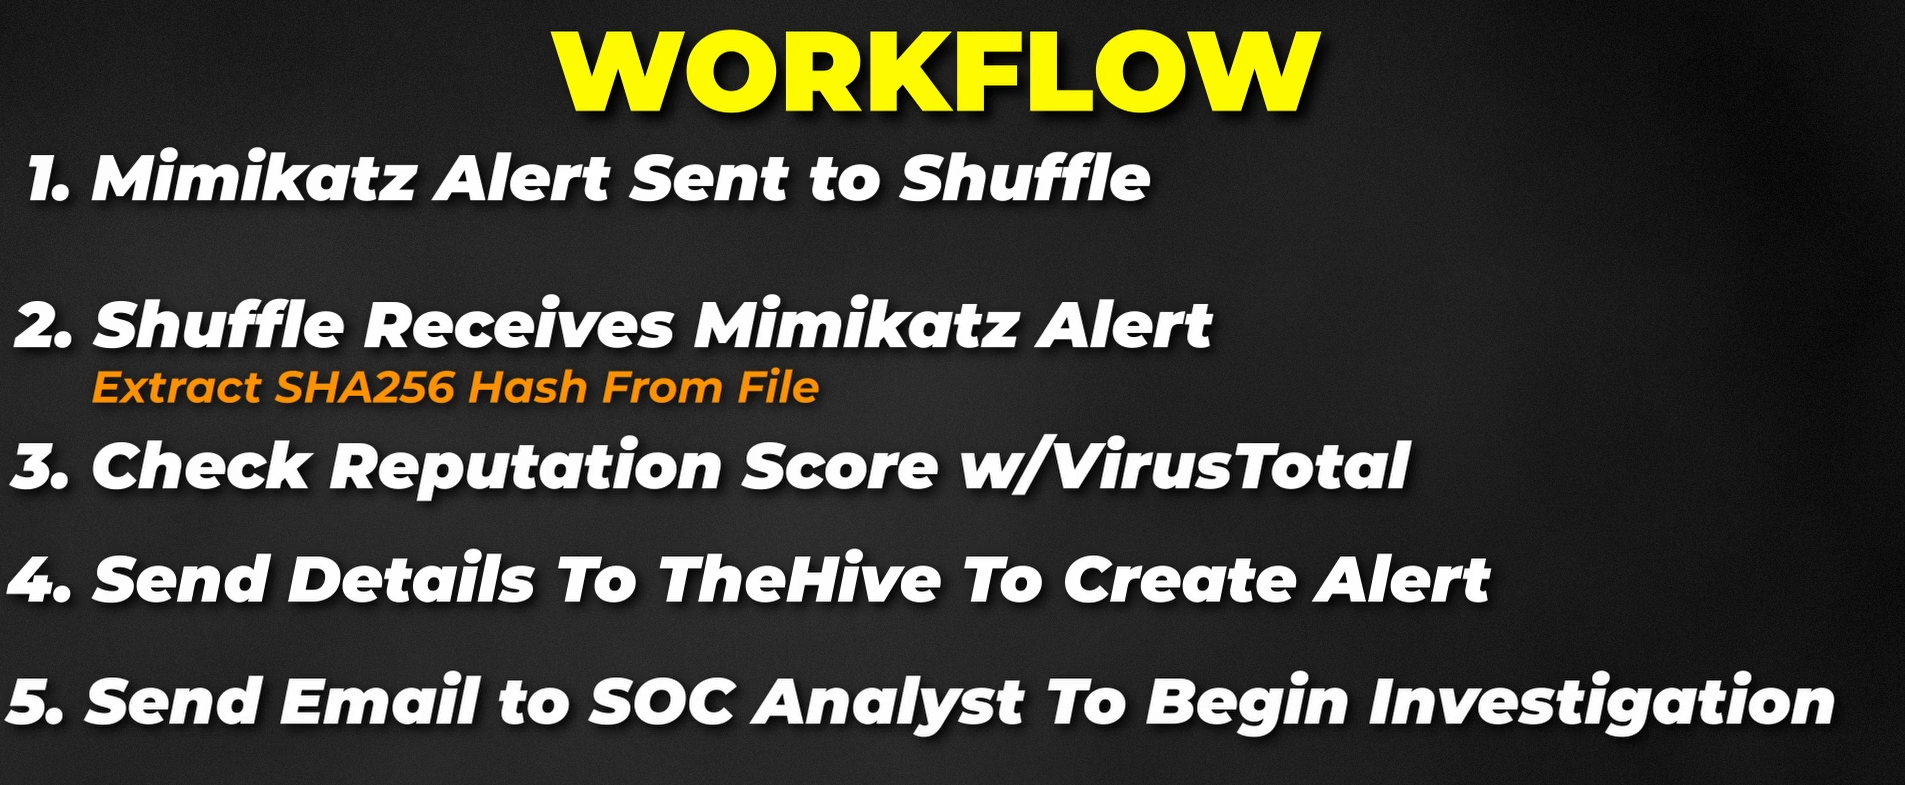 WORKFLOW
1. Mimikatz Alert Sent to Shuffle
2. Shuffle Receives Mimikatz Alert
Extract SHA256 Hash From File
3. Check Reputation Score w/VirusTotal
4. Send Details To TheHive To Create Alert
5. Send Email to SOC Analyst To Begin Investigation